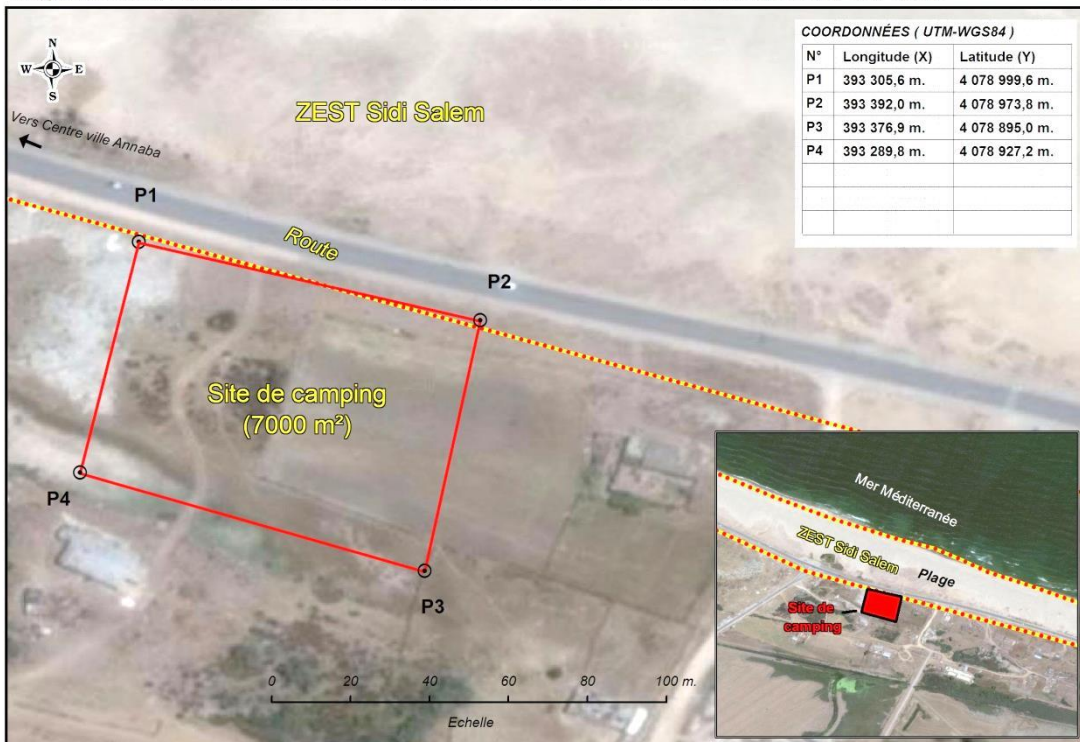 COORDONNÉES ( UTM-WGS84 )
N° Longitude (X) Latitude (Y)
P1 393 305,6 m. 4 078 999,6 m.
P2 393 392,0 m. 4 078 973,8 m.
P3 393 376,9 m. 4 078 895,0 m.
P4 393 289,8 m. 4 078 927,2 m.
N
W E
S
ZEST Sidi Salem
Vers Centre ville Annaba
P1
Route
P2
Site de camping
(7000 m²)
P4
P3
0 20 40 60 80 100 m.
Echelle
Mer Méditerranée
ZEST Sidi Salem
Plage
Site de
camping